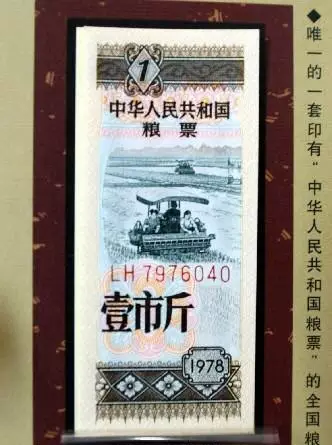 1
中华人民共和国
粮票
LH 7976040
壹市斤
1978
◆唯一的一套印有“中华人民共和国粮票”的全国粮